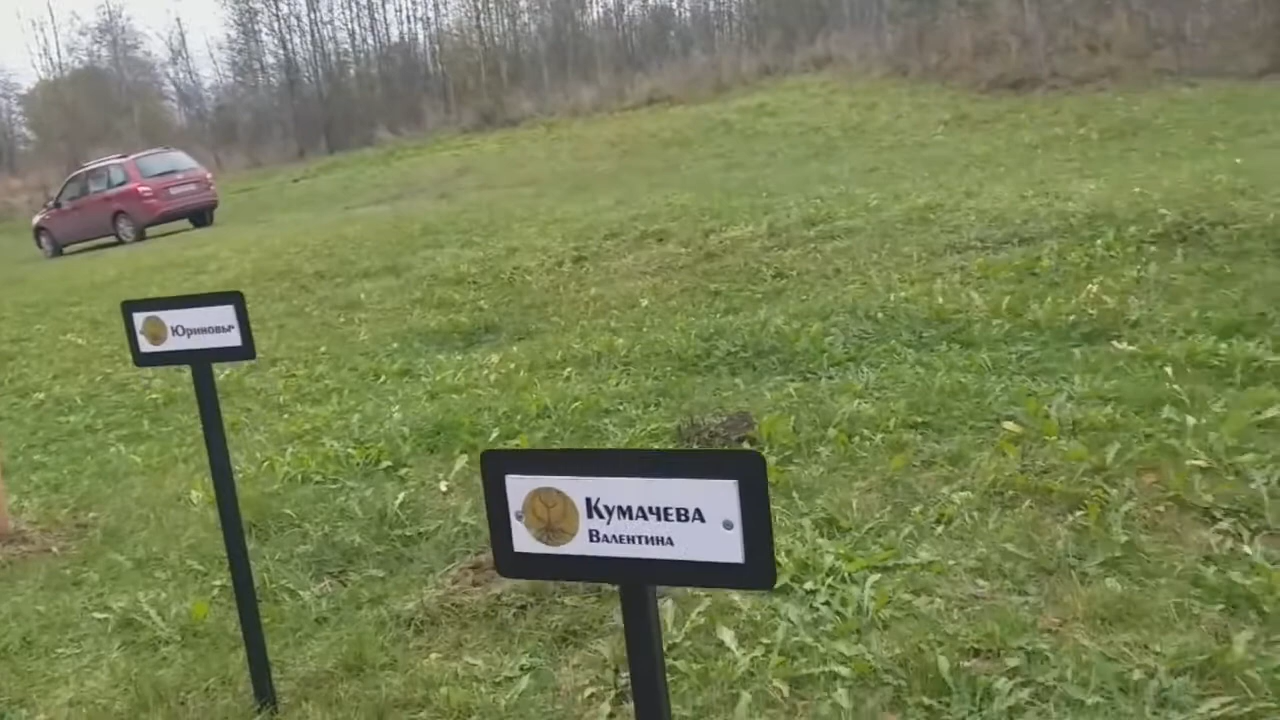 Юриновы
Кумачева
Валентина